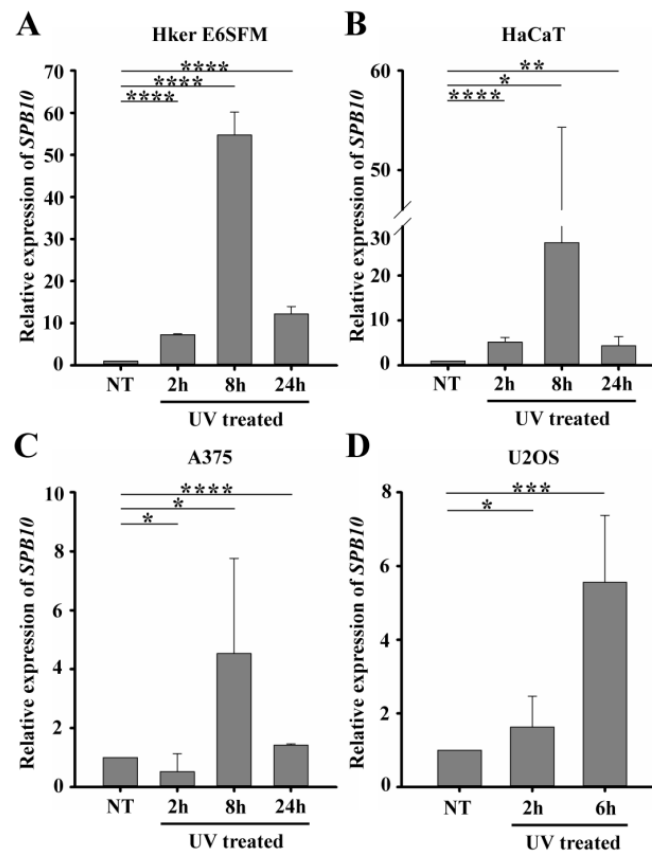 A
Hker E6SFM
Relative expression of SPB10
70
60
50
40
30
20
10
0
****
****
****
NT
2h
8h
24h
UV treated
B
HaCaT
Relative expression of SPB10
60
50
30
20
10
0
**
*
****
NT
2h
8h
24h
UV treated
C
A375
Relative expression of SPB10
10
8
6
4
2
0
****
*
*
NT
2h
8h
24h
UV treated
D
U2OS
Relative expression of SPB10
8
6
4
2
0
***
*
NT
2h
6h
UV treated